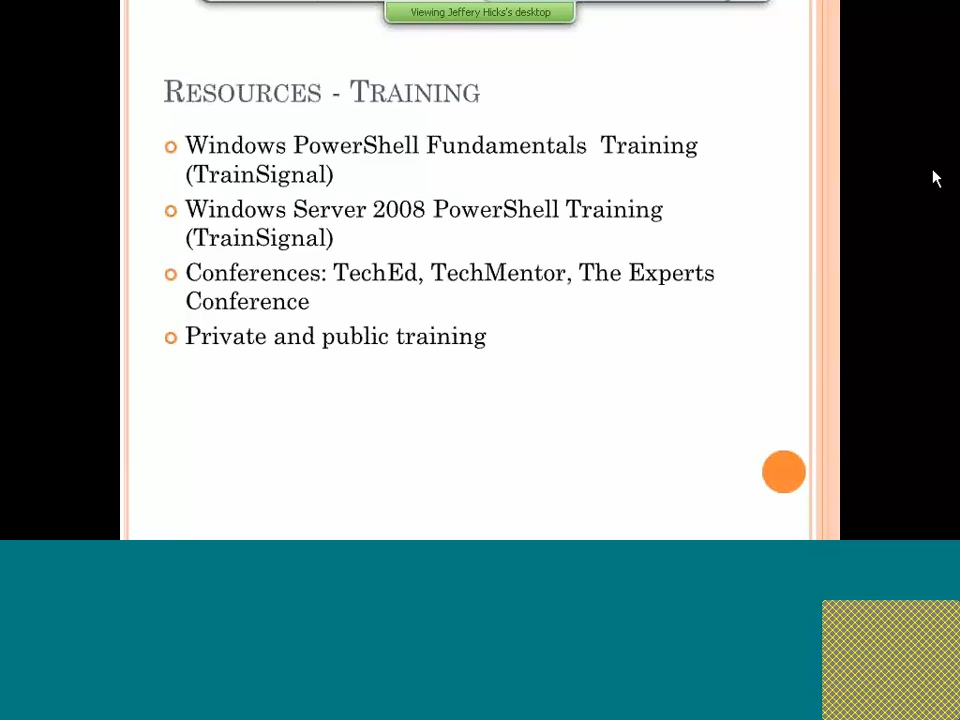 Viewing Jeffery Hicks's desktop
Resources - Training
Windows PowerShell Fundamentals Training
(TrainSignal)
Windows Server 2008 PowerShell Training
(TrainSignal)
Conferences: TechEd, TechMentor, The Experts
Conference
Private and public training